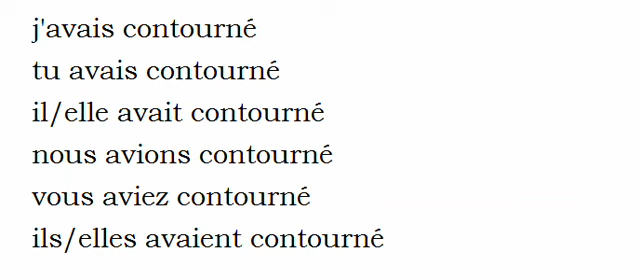 j'avais contourné
tu avais contourné
il/elle avait contourné
nous avions contourné
vous aviez contourné
ils/elles avaient contourné